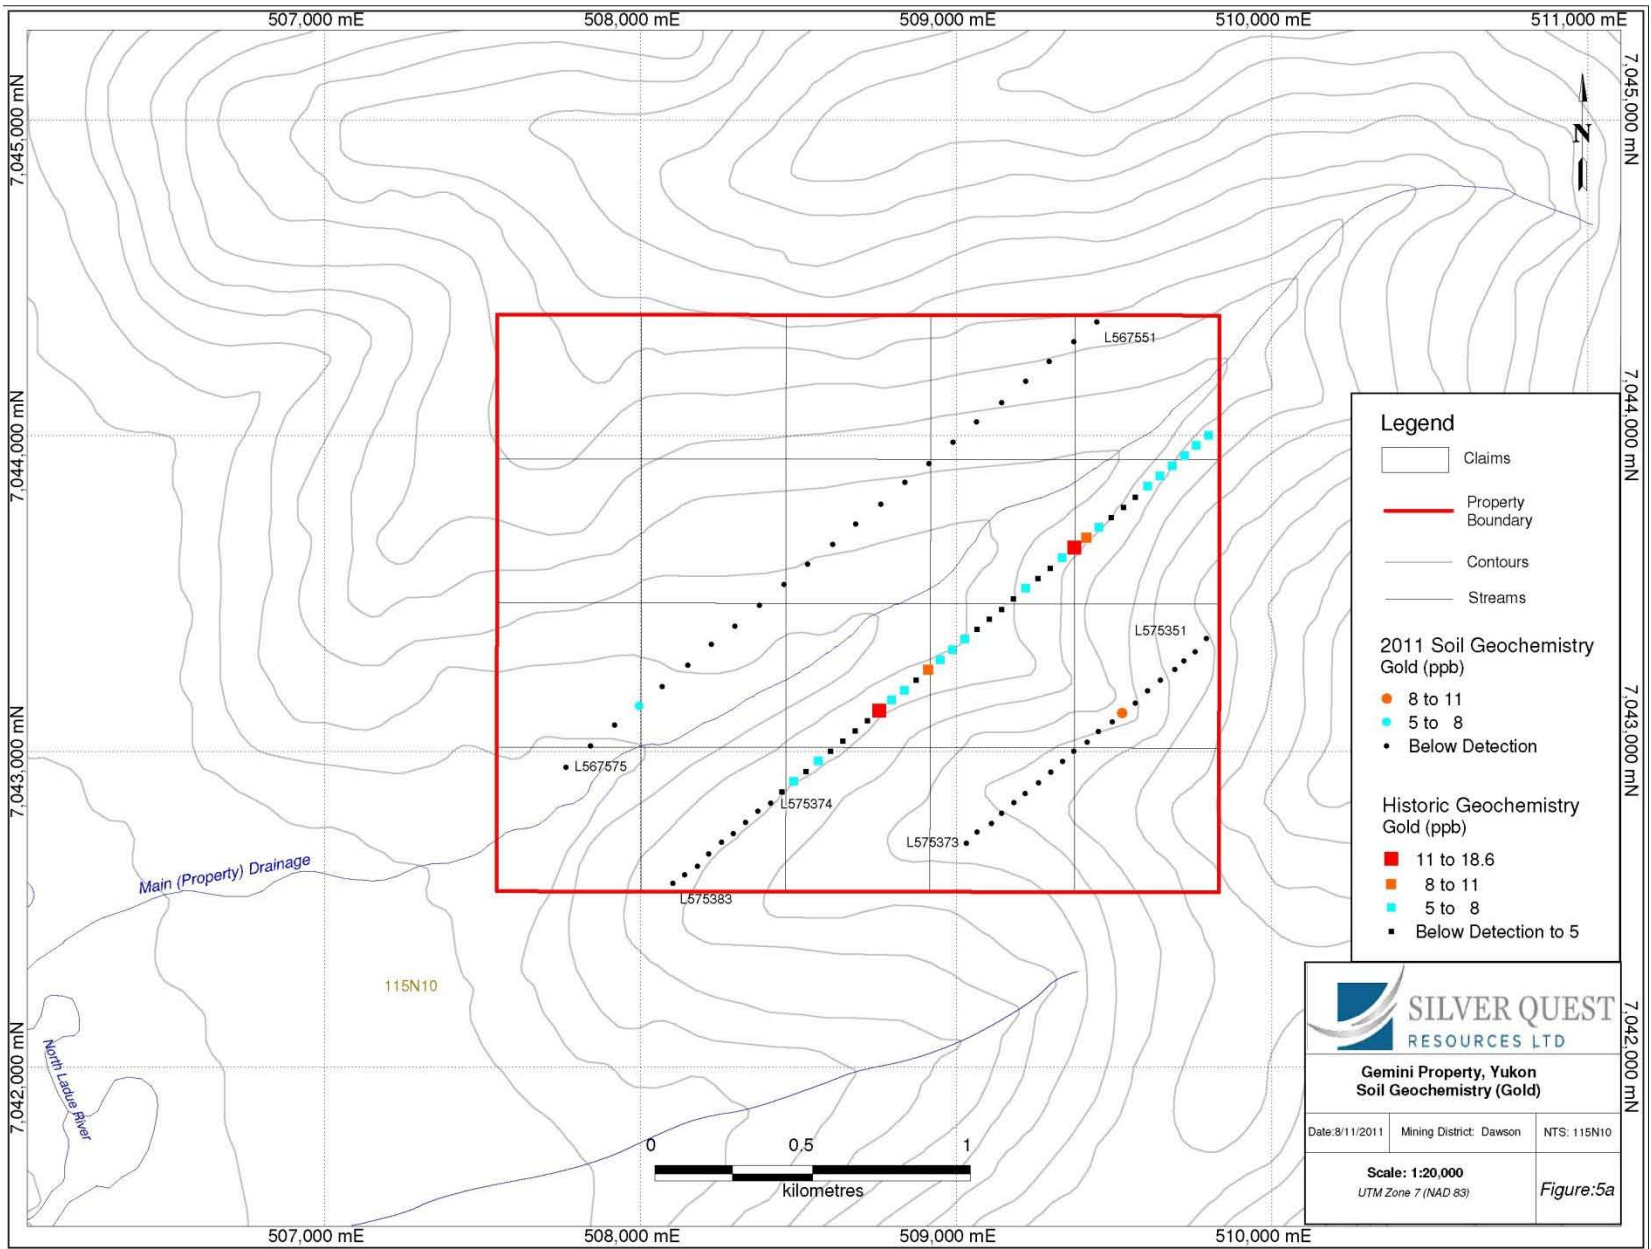 507,000 mE
508,000 mE
509,000 mE
510,000 mE
511,000 mE
7,045,000 mN
7,045,000 mN
N
L567551
7,044,000 mN
7,044,000 mN
Legend
Claims
Property
Boundary
Contours
Streams
L575351
2011 Soil Geochemistry
Gold (ppb)
8 to 11
5 to 8
Below Detection
7,043,000 mN
7,043,000 mN
L567575
L575374
L575373
L575383
Historic Geochemistry
Gold (ppb)
11 to 18.6
8 to 11
5 to 8
Below Detection to 5
Main (Property) Drainage
115N10
North Ladue River
7,042,000 mN
7,042,000 mN
SILVER QUEST
RESOURCES LTD
Gemini Property, Yukon
Soil Geochemistry (Gold)
Date:8/11/2011
Mining District: Dawson
NTS: 115N10
Scale: 1:20,000
UTM Zone 7 (NAD 83)
Figure:5a
0 0.5 1
kilometres
507,000 mE
508,000 mE
509,000 mE
510,000 mE